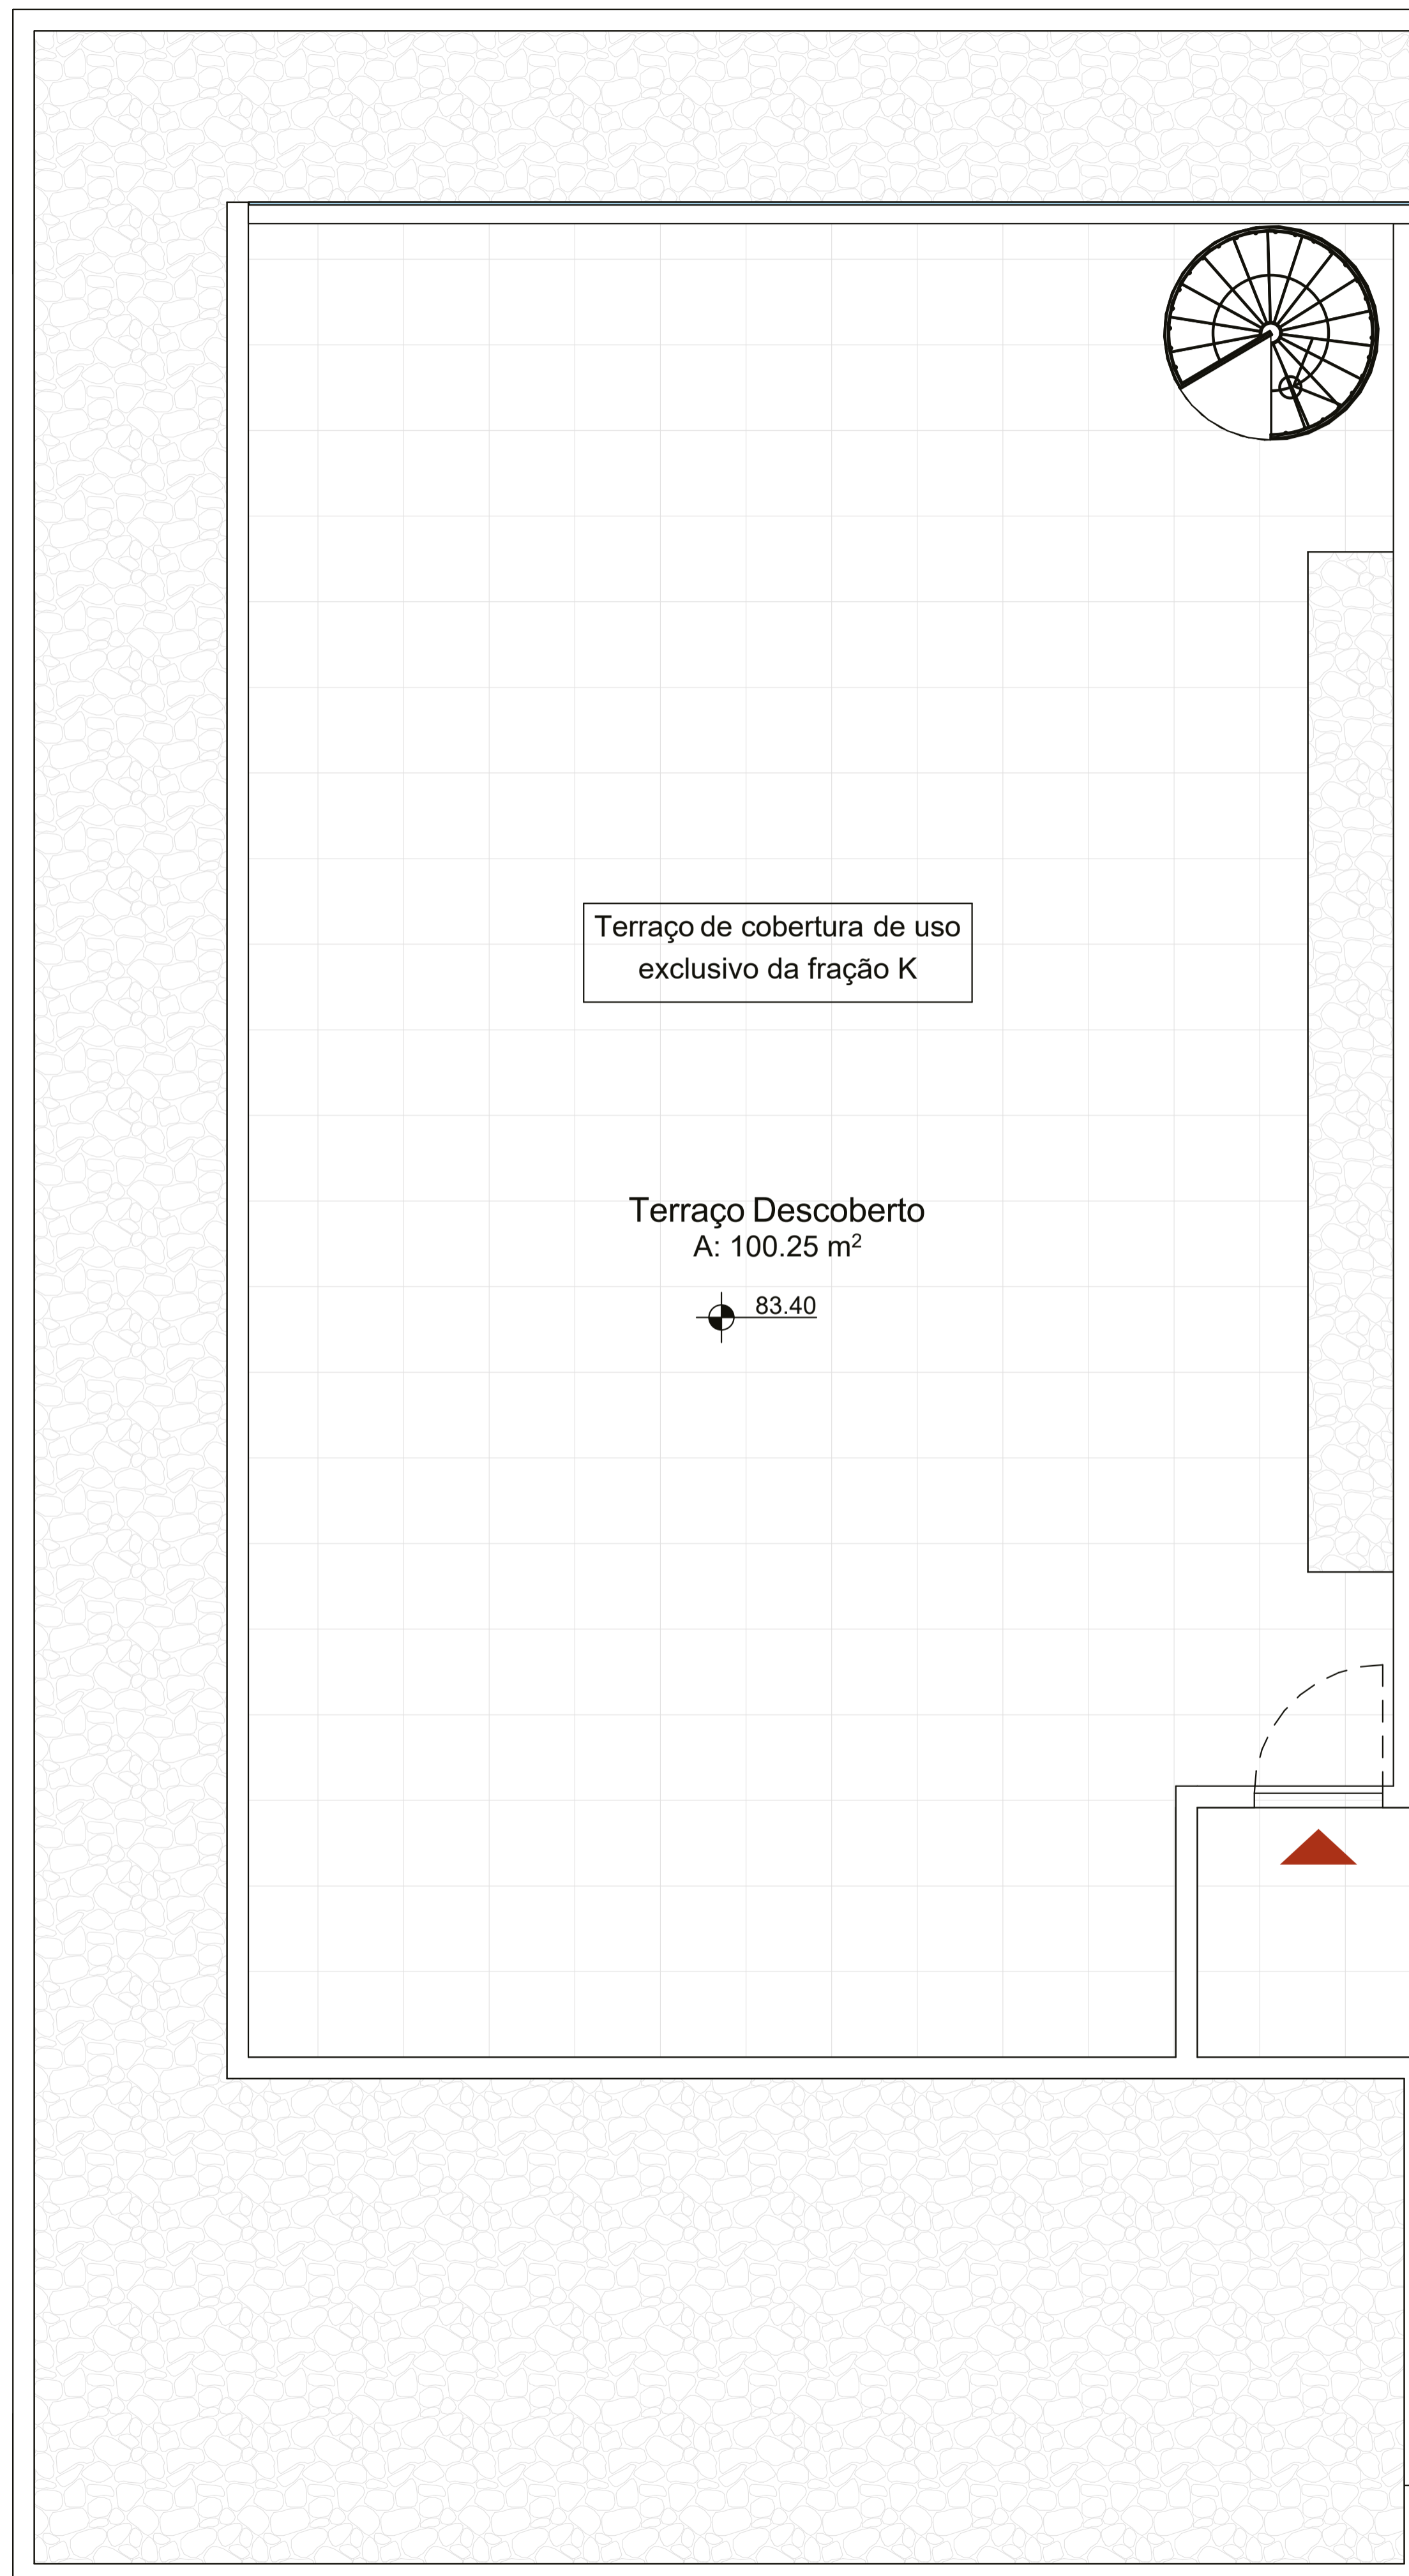 Terraço de cobertura de uso
exclusivo da fração K
Terraço Descoberto
A: 100.25 m²
83.40